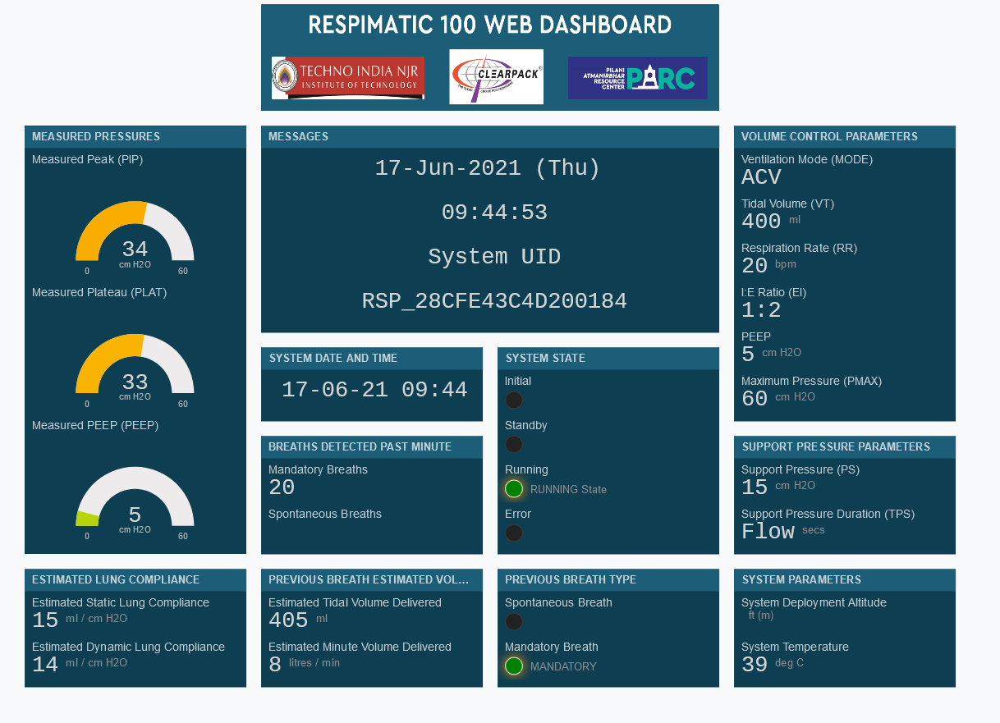 RESPIMATIC 100 WEB DASHBOARD
TECHNO INDIA NJR
INSTITUTE OF TECHNOLOGY
CLEARPACK®
PILANI
ATMANIRBHAR
RESOURCE
CENTER
PARC
MEASURED PRESSURES
Measured Peak (PIP)
34
cm H2O
0
60
Measured Plateau (PLAT)
33
cm H2O
0
60
Measured PEEP (PEEP)
5
cm H2O
0
60
MESSAGES
17-Jun-2021 (Thu)
09:44:53
System UID
RSP_28CFE43C4D200184
VOLUME CONTROL PARAMETERS
Ventilation Mode (MODE)
ACV
Tidal Volume (VT)
400 ml
Respiration Rate (RR)
20 bpm
I:E Ratio (EI)
1:2
PEEP
5 cm H2O
Maximum Pressure (PMAX)
60 cm H2O
SYSTEM DATE AND TIME
17-06-21 09:44
SYSTEM STATE
Initial
Standby
Running
RUNNING State
Error
BREATHS DETECTED PAST MINUTE
Mandatory Breaths
20
Spontaneous Breaths
SUPPORT PRESSURE PARAMETERS
Support Pressure (PS)
15 cm H2O
Support Pressure Duration (TPS)
Flow secs
ESTIMATED LUNG COMPLIANCE
Estimated Static Lung Compliance
15 ml / cm H2O
Estimated Dynamic Lung Compliance
14 ml / cm H2O
PREVIOUS BREATH ESTIMATED VOL...
Estimated Tidal Volume Delivered
405 ml
Estimated Minute Volume Delivered
8 litres / min
PREVIOUS BREATH TYPE
Spontaneous Breath
Mandatory Breath
MANDATORY
SYSTEM PARAMETERS
System Deployment Altitude
ft (m)
System Temperature
39 deg C